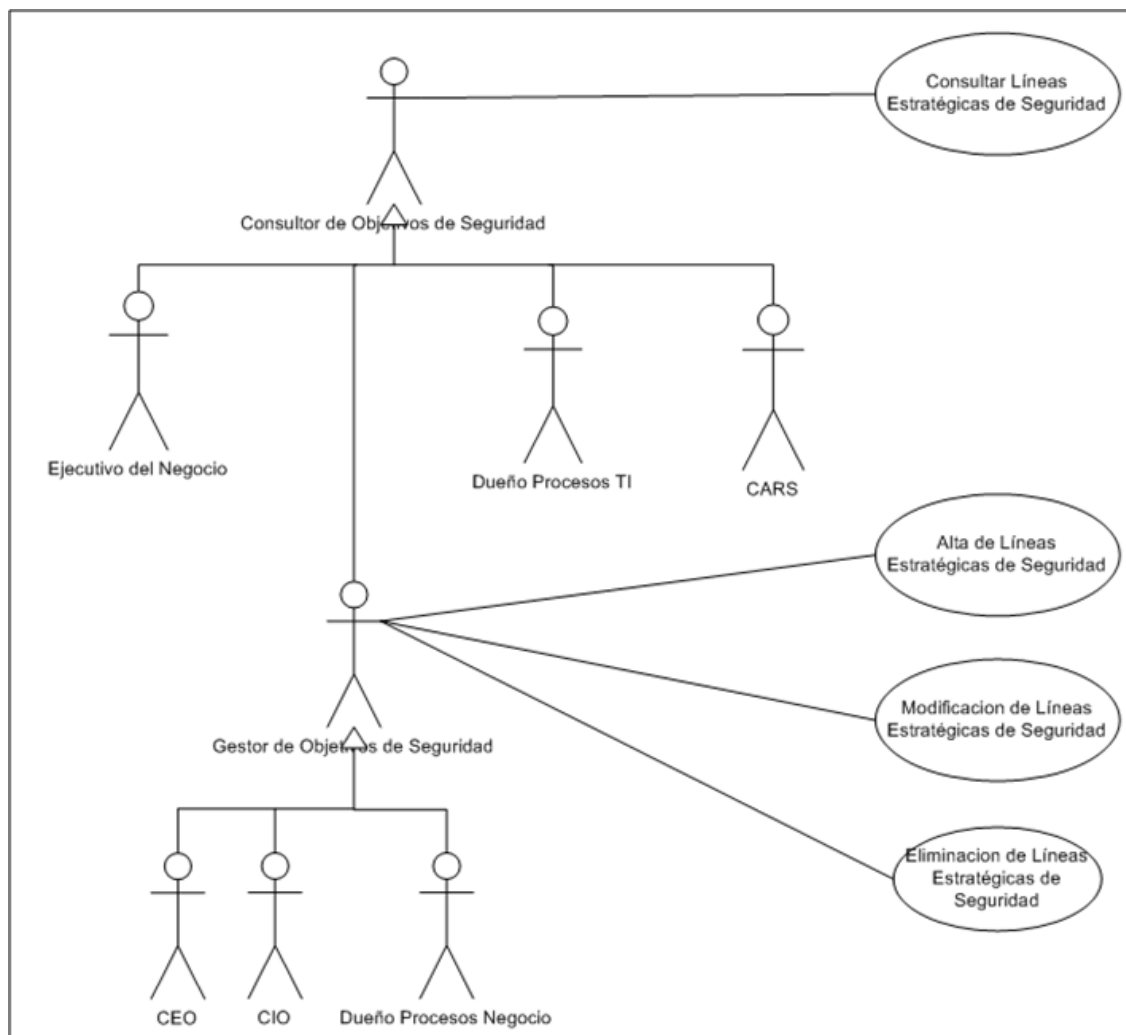 Consultar Líneas
Estratégicas de Seguridad
Consultor de Objetivos de Seguridad
Ejecutivo del Negocio
Dueño Procesos TI
CARS
Alta de Líneas
Estratégicas de Seguridad
Modificacion de Líneas
Estratégicas de Seguridad
Gestor de Objetivos de Seguridad
Eliminacion de Líneas
Estratégicas de
Seguridad
CEO
CIO
Dueño Procesos Negocio